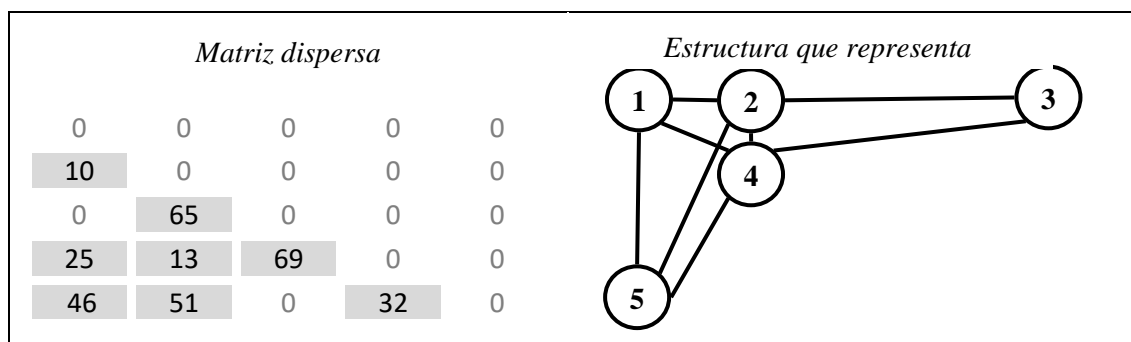 Matriz dispersa
0 0 0 0 0
10 0 0 0 0
0 65 0 0 0
25 13 69 0 0
46 51 0 32 0
Estructura que representa
1 2 3
4
5